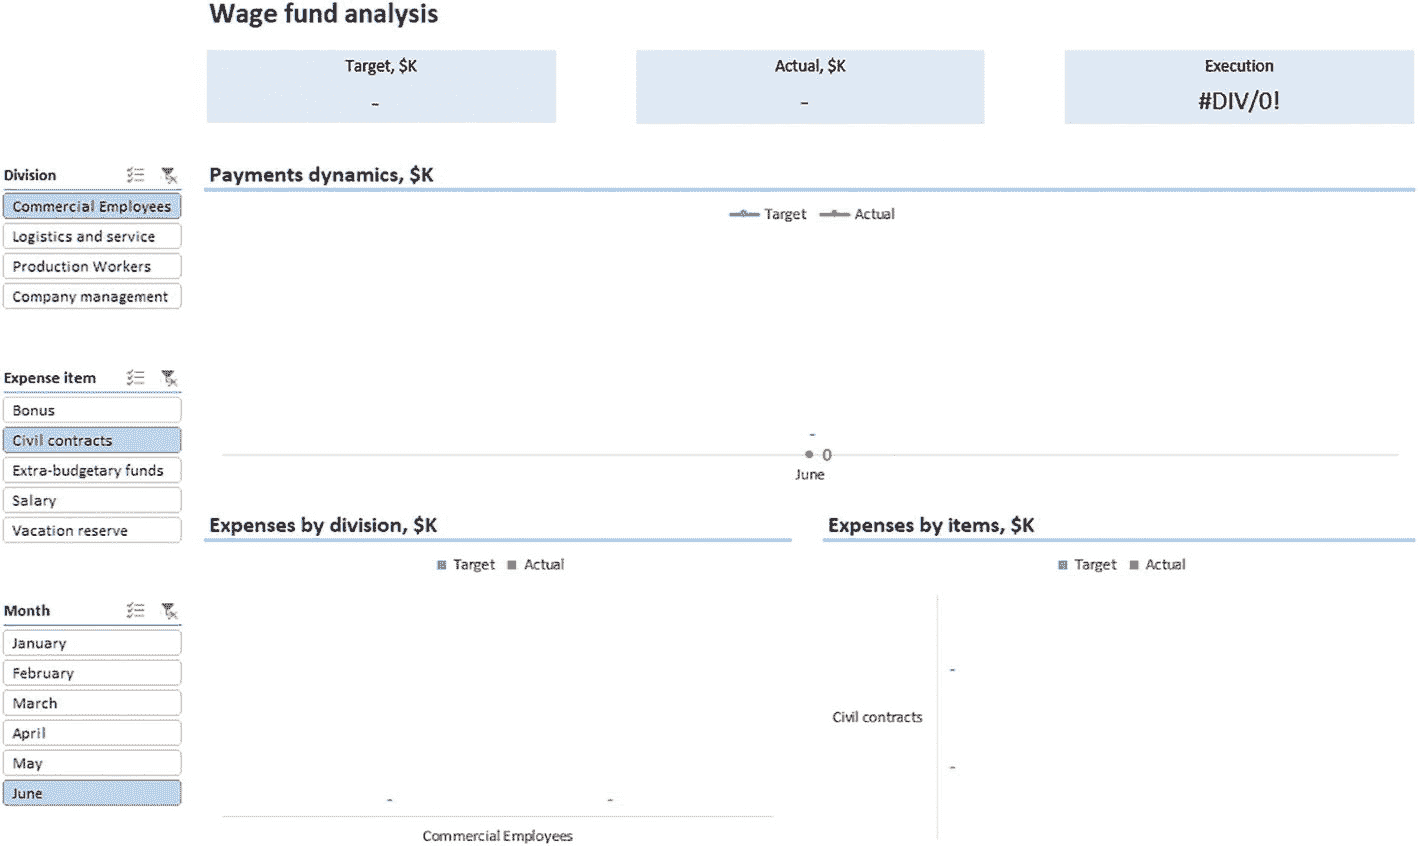 Wage fund analysis
Target, $K
-
Actual, $K
-
Execution
#DIV/0!
Division
Commercial Employees
Logistics and service
Production Workers
Company management
Expense item
Bonus
Civil contracts
Extra-budgetary funds
Salary
Vacation reserve
Month
January
February
March
April
May
June
Payments dynamics, $K
Target Actual
-
0
June
Expenses by division, $K
Target Actual
- -
Commercial Employees
Expenses by items, $K
Target Actual
-
Civil contracts
-